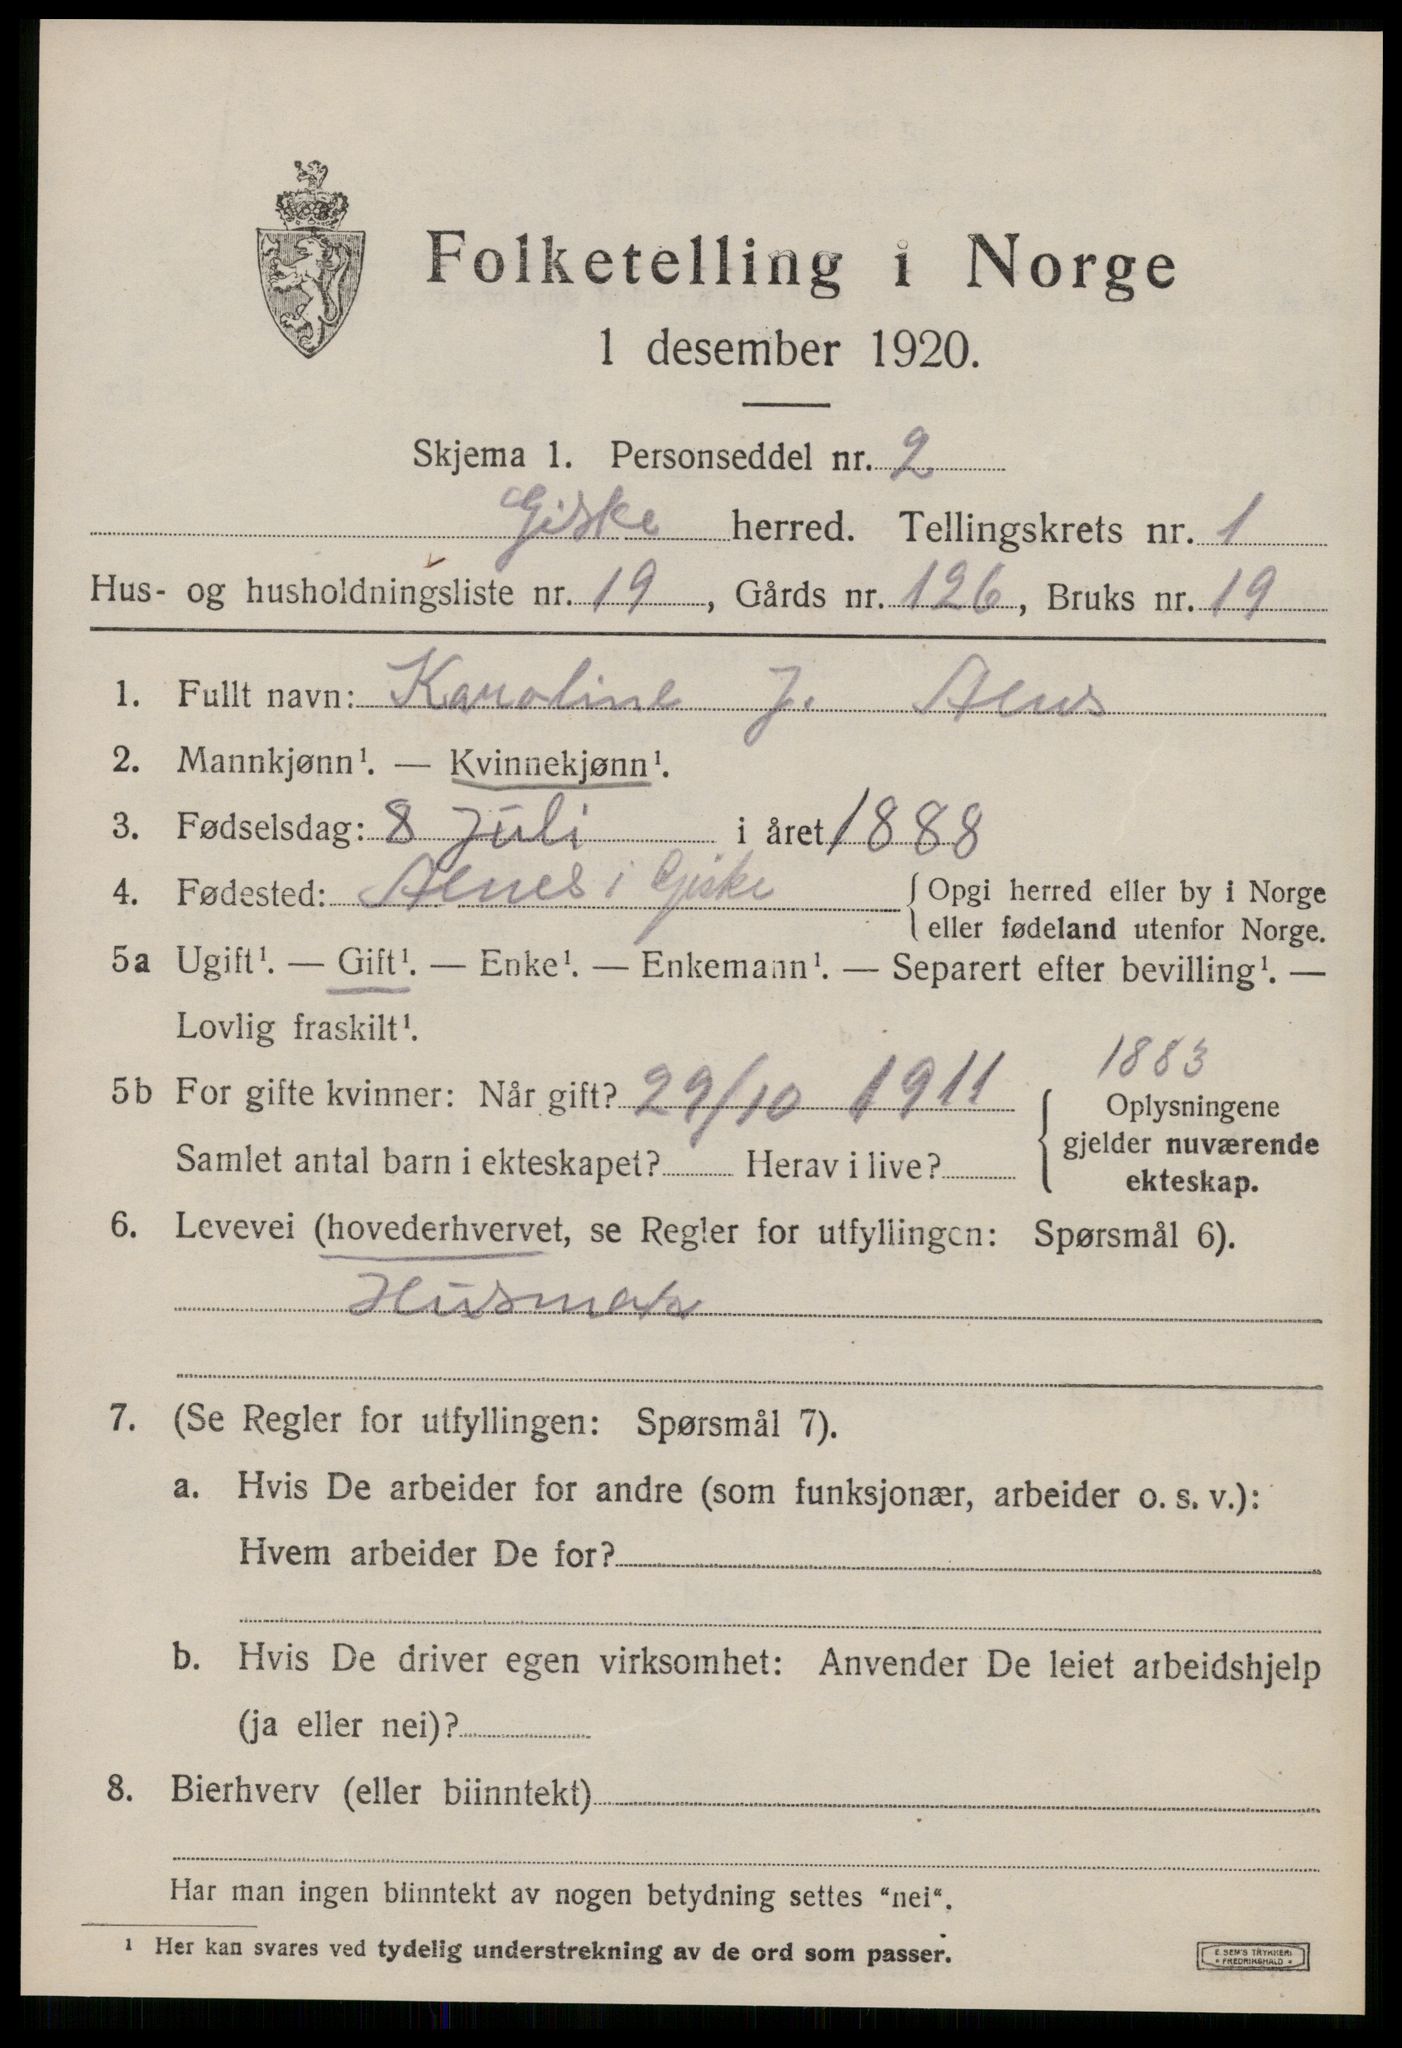 Folketelling i Norge
1 desember 1920.
Skjema 1. Personseddel nr. 2
Giske herred. Tellingskrets nr. 1
Hus- og husholdningsliste nr. 19, Gårds nr. 126, Bruks nr. 19
1. Fullt navn: Karoline J. Alnes
2. Mannkjønn¹. — Kvinnekjønn¹.
3. Fødselsdag: 8 Juli i året 1888
4. Fødested: Alnes i Giske {Opgi herred eller by i Norge
eller fødeland utenfor Norge.
5a Ugift¹. — Gift¹. — Enke¹. — Enkemann¹. — Separert efter bevilling¹. —
Lovlig fraskilt¹.
1883
5b For gifte kvinner: Når gift? 29/10 1911 { Oplysningene
gjelder nuværende
Samlet antal barn i ekteskapet? Herav i live?
ekteskap.
6. Levevei (hovederhvervet, se Regler for utfyllingen: Spørsmål 6).
Husmor
7. (Se Regler for utfyllingen: Spørsmål 7).
a. Hvis De arbeider for andre (som funksjonær, arbeider o. s. v.):
Hvem arbeider De for?
b. Hvis De driver egen virksomhet: Anvender De leiet arbeidshjelp
(ja eller nei)?
8. Bierhverv (eller biinntekt)
Har man ingen biinntekt av nogen betydning settes "nei".
¹ Her kan svares ved tydelig understrekning av de ord som passer.
E. SEM'S TRYKKERI
* FREDRIKSHALD *